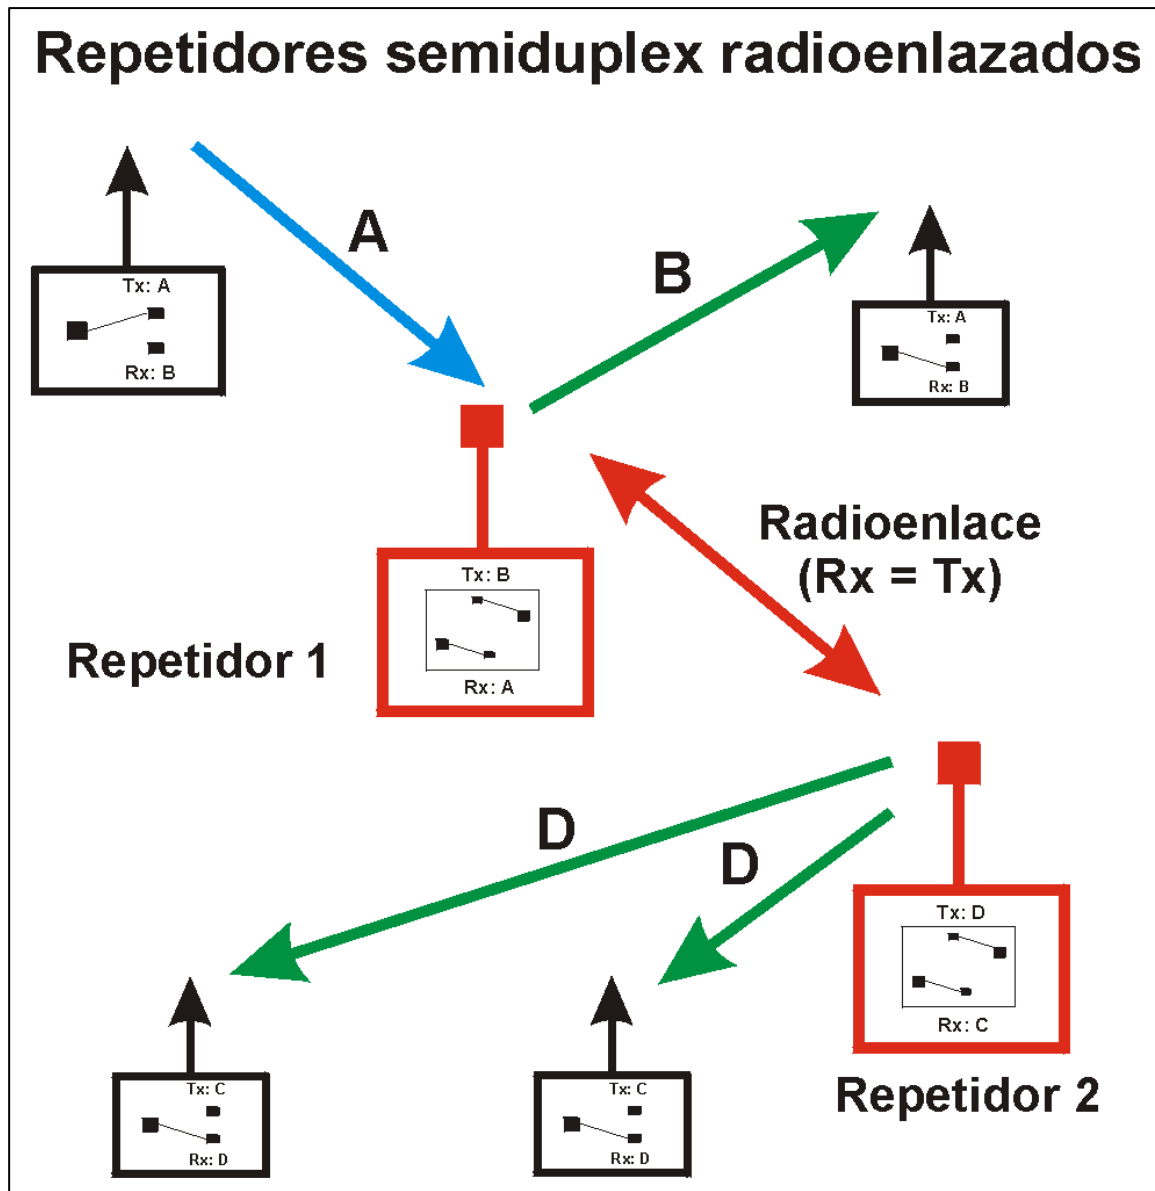 Repetidores semiduplex radioenlazados
A
B
Tx: A
Rx: B
Tx: A
Rx: B
Radioenlace
(Rx = Tx)
Tx: B
Rx: A
Repetidor 1
D
D
Tx: D
Rx: C
Repetidor 2
Tx: C
Rx: D
Tx: C
Rx: D